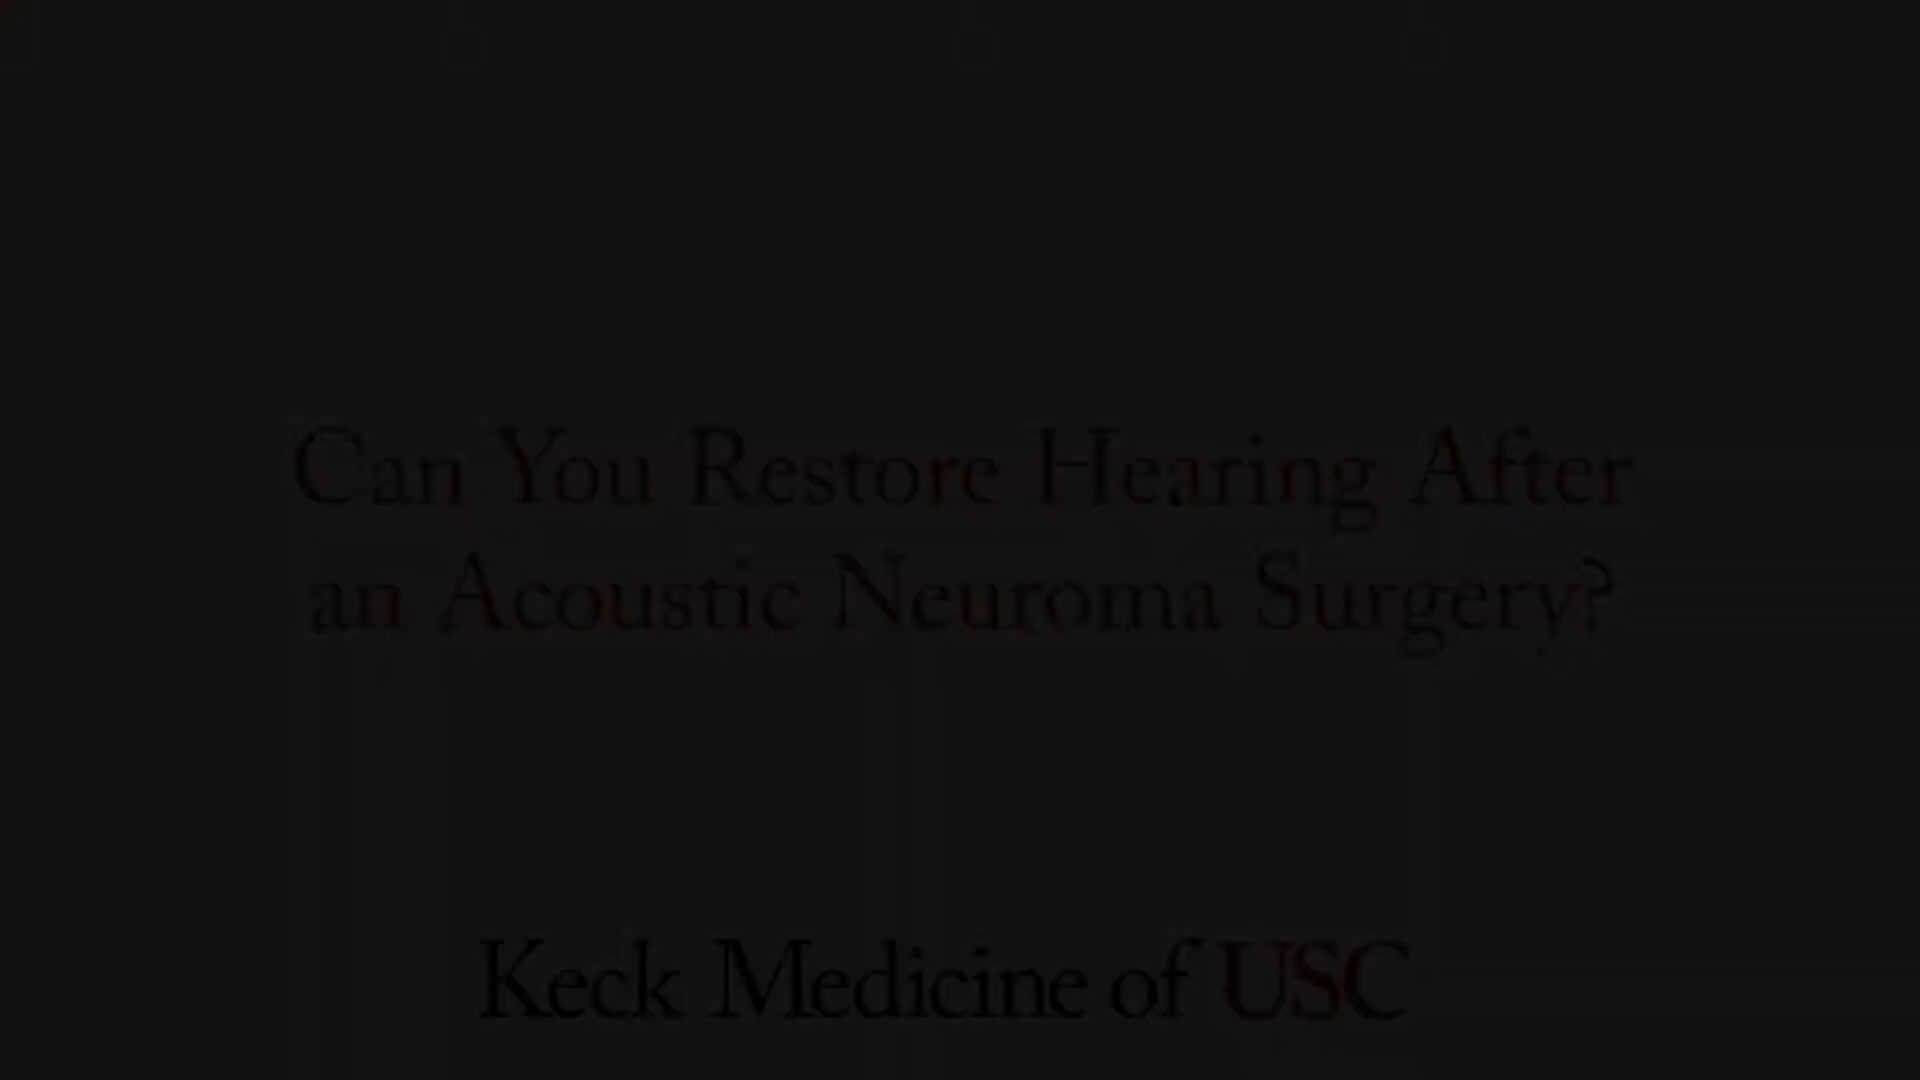 Can You Restore Hearing After
an Acoustic Neuroma Surgery?
Keck Medicine of USC